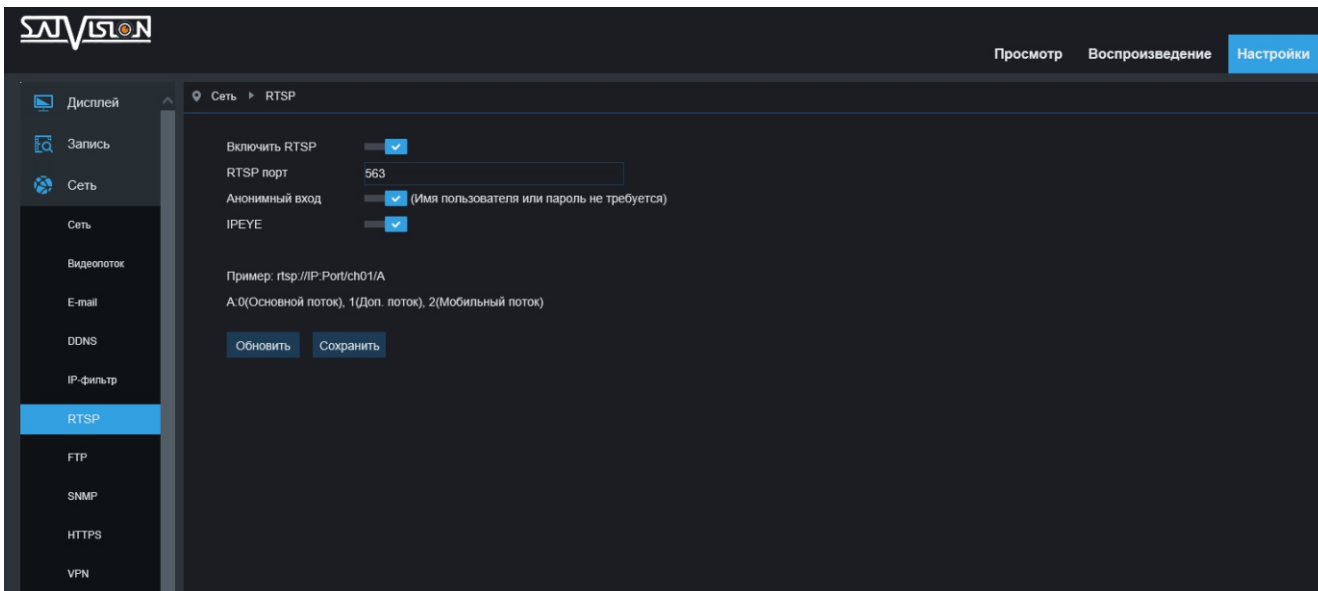 SATVISION
Просмотр Воспроизведение Настройки
Дисплей
Запись
Сеть
Сеть
Видеопоток
E-mail
DDNS
IP-фильтр
RTSP
FTP
SNMP
HTTPS
VPN
Сеть RTSP
Включить RTSP
RTSP порт 563
Анонимный вход (Имя пользователя или пароль не требуется)
IPEYE
Пример: rtsp://IP:Port/ch01/A
A:0(Основной поток), 1(Доп. поток), 2(Мобильный поток)
Обновить Сохранить